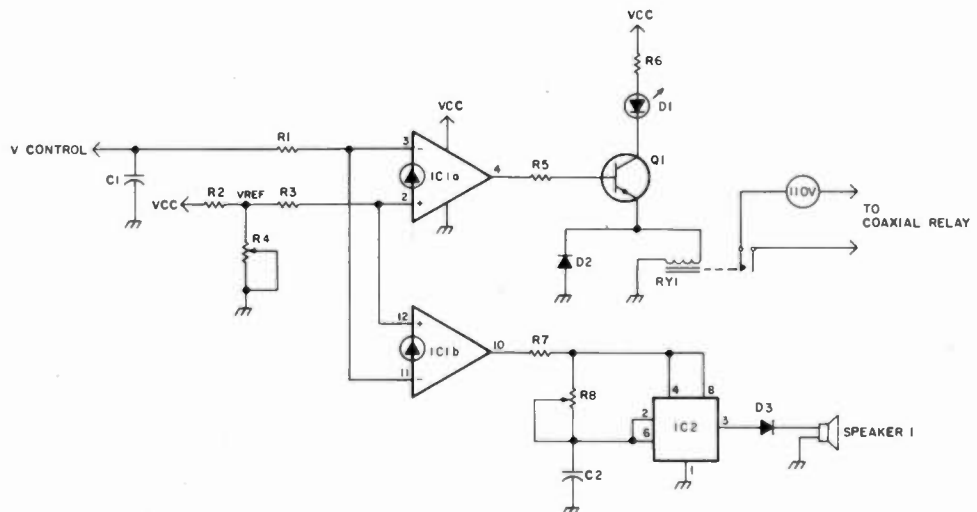 VCC
R6
D1
VCC
V CONTROL
R1
3
-
IC1a
4
R5
Q1
C1
2
+
110V
TO
COAXIAL RELAY
VCC
R2
VREF
R3
R4
D2
RY1
12
+
IC1b
10
R7
11
-
R8
4
8
2
6
IC2
3
D3
SPEAKER 1
1
C2